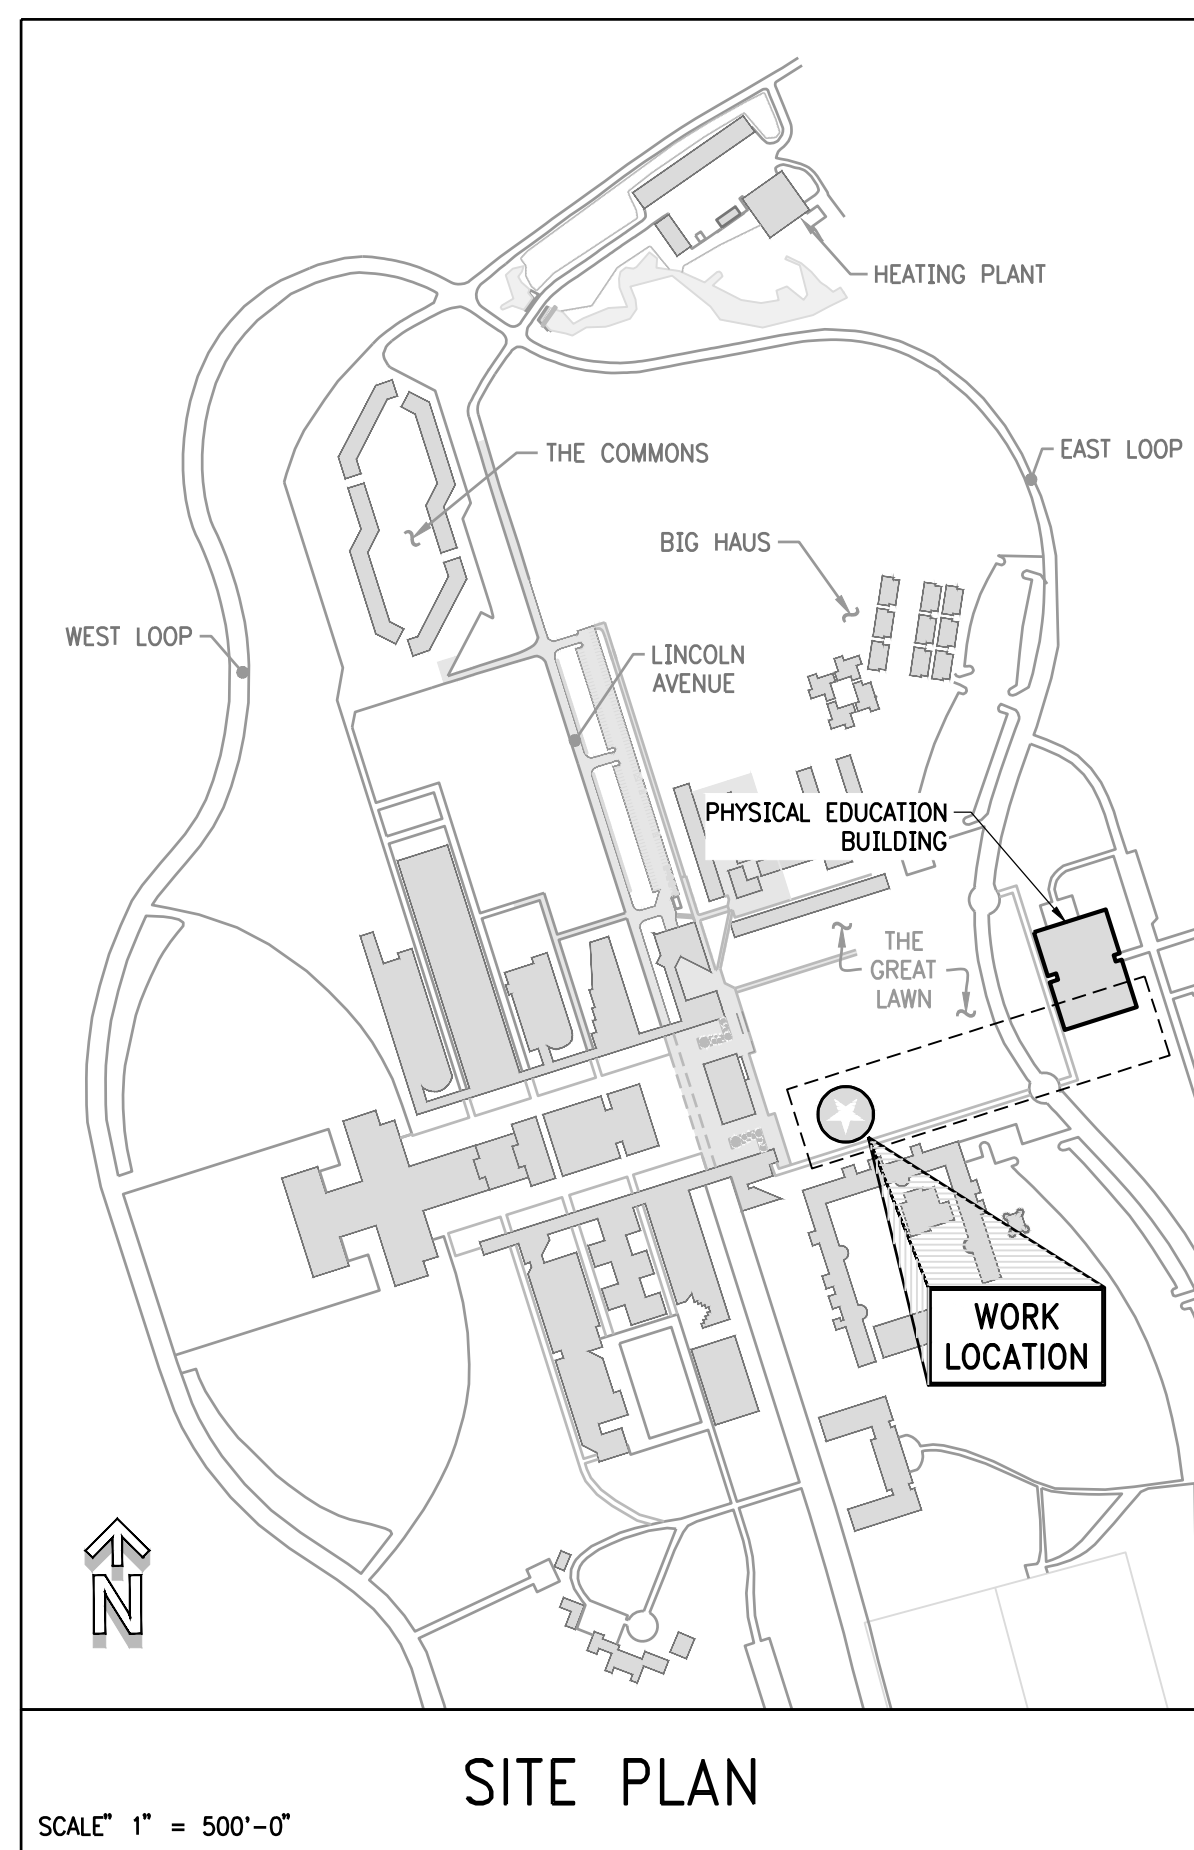 HEATING PLANT
EAST LOOP
THE COMMONS
BIG HAUS
WEST LOOP
LINCOLN
AVENUE
PHYSICAL EDUCATION
BUILDING
THE
GREAT
LAWN
WORK
LOCATION
N
SITE PLAN
SCALE" 1" = 500'-0"